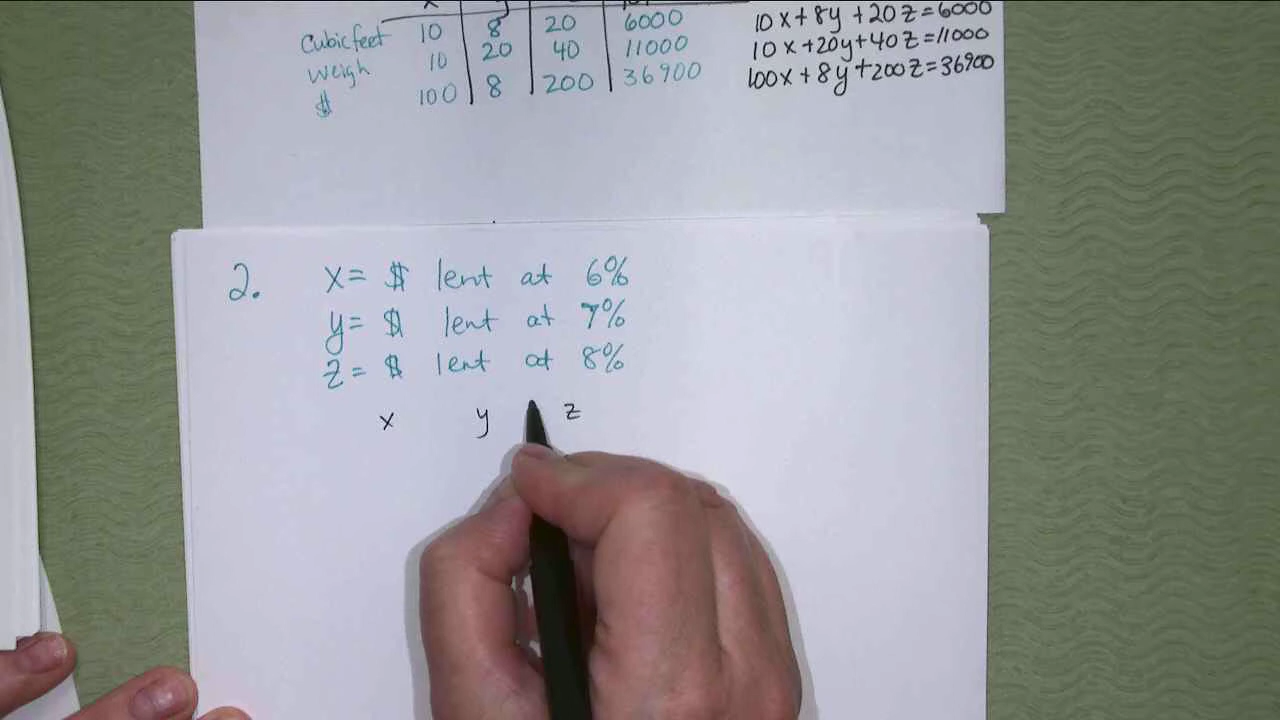 x y
Cubic feet 10 8 20 6000 10x+8y+20z=6000
weigh 10 20 40 11000 10x+20y+40z=11000
$ 100 8 200 36900 100x+8y+200z=36900
2. x= $ lent at 6%
y= $ lent at 7%
z= $ lent at 8%
x y z